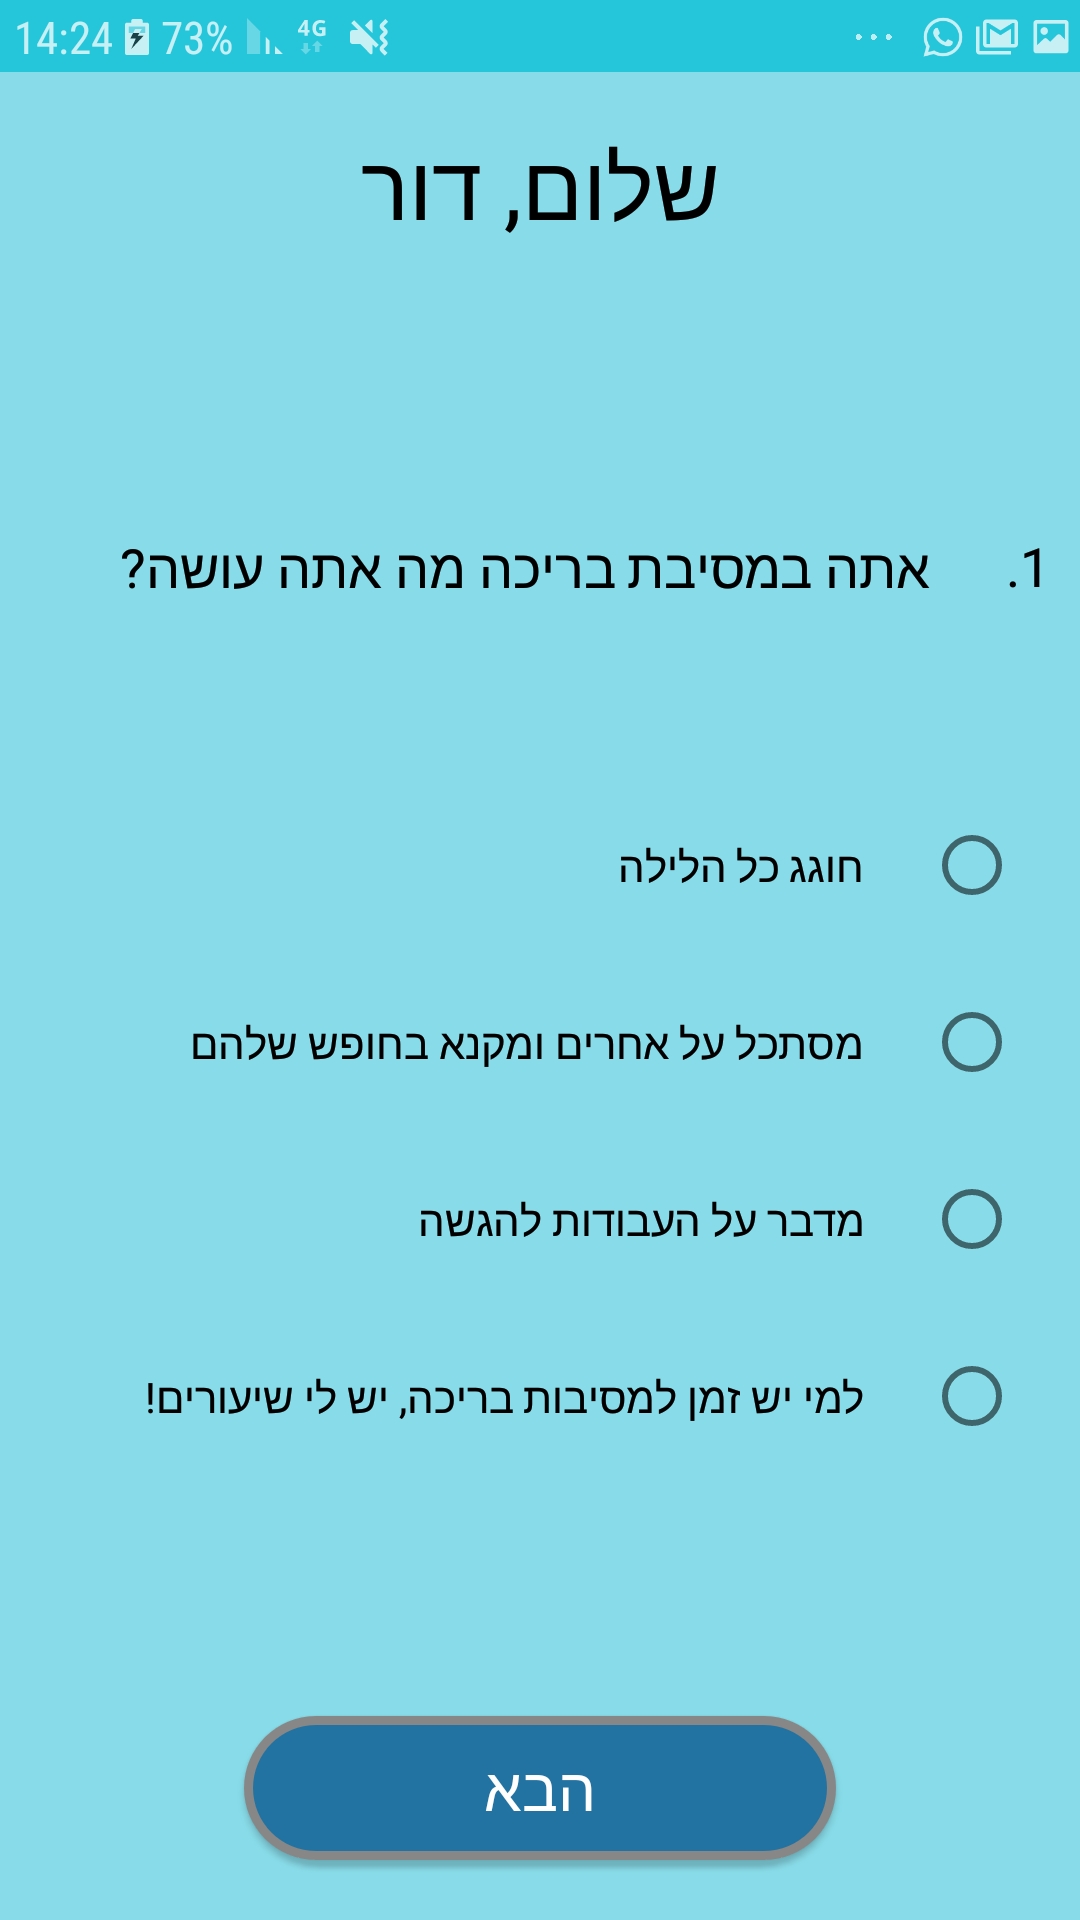 14:24 73% 4G
שלום, דור
1. אתה במסיבת בריכה מה אתה עושה?
חוגג כל הלילה
מסתכל על אחרים ומקנא בחופש שלהם
מדבר על העבודות להגשה
למי יש זמן למסיבות בריכה, יש לי שיעורים!
הבא